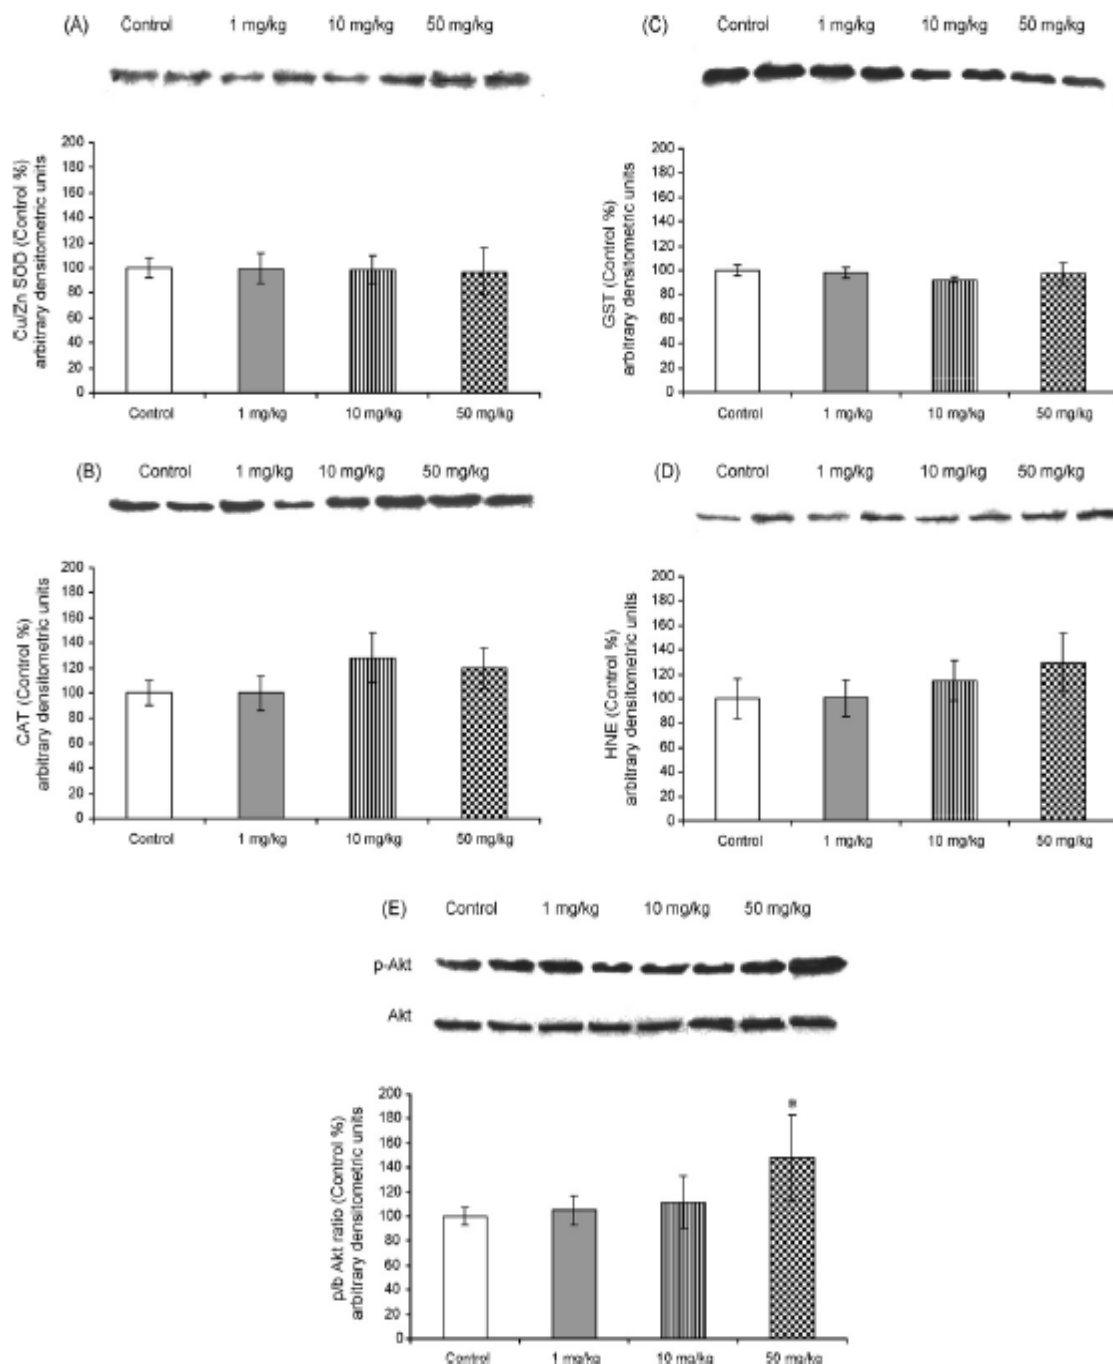 (A) Control 1 mg/kg 10 mg/kg 50 mg/kg
200
180
160
140
120
100
80
60
40
20
0
Cu/Zn SOD (Control %)
arbitrary densitometric units
Control 1 mg/kg 10 mg/kg 50 mg/kg
(C) Control 1 mg/kg 10 mg/kg 50 mg/kg
200
180
160
140
120
100
80
60
40
20
0
GST (Control %)
arbitrary densitometric units
Control 1 mg/kg 10 mg/kg 50 mg/kg
(B) Control 1 mg/kg 10 mg/kg 50 mg/kg
200
180
160
140
120
100
80
60
40
20
0
CAT (Control %)
arbitrary densitometric units
Control 1 mg/kg 10 mg/kg 50 mg/kg
(D) Control 1 mg/kg 10 mg/kg 50 mg/kg
200
180
160
140
120
100
80
60
40
20
0
HNE (Control %)
arbitrary densitometric units
Control 1 mg/kg 10 mg/kg 50 mg/kg
(E) Control 1 mg/kg 10 mg/kg 50 mg/kg
p-Akt
Akt
200
180
160
140
120
100
80
60
40
20
0
p/b Akt ratio (Control %)
arbitrary densitometric units
*
Control 1 mg/kg 10 mg/kg 50 mg/kg